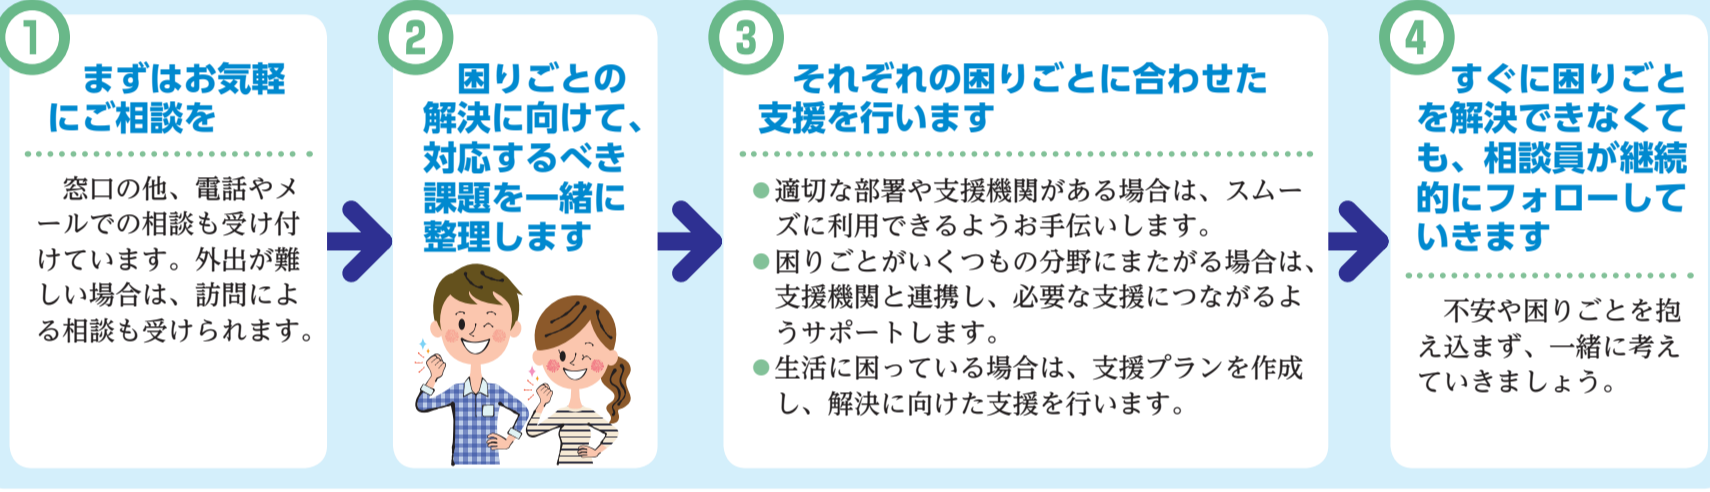 1
まずはお気軽
にご相談を
窓口の他、電話やメ
ールでの相談も受け付
けています。外出が難
しい場合は、訪問によ
る相談も受けられます。
2
困りごとの
解決に向けて、
対応するべき
課題を一緒に
整理します
3
それぞれの困りごとに合わせた
支援を行います
●適切な部署や支援機関がある場合は、スムー
ズに利用できるようお手伝いします。
●困りごとがいくつもの分野にまたがる場合は、
支援機関と連携し、必要な支援につながるよ
うサポートします。
●生活に困っている場合は、支援プランを作成
し、解決に向けた支援を行います。
4
すぐに困りごと
を解決できなくて
も、相談員が継続
的にフォローして
いきます
不安や困りごとを抱
え込まず、一緒に考え
ていきましょう。